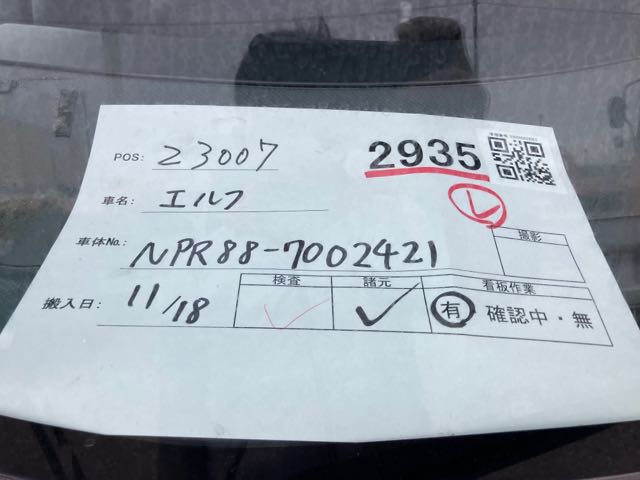 POS: 23007
2935
車名: エルフ
車体No.: NPR88-7002421
撮影
搬入日: 11/18
検査
諸元
看板作業
有 確認中・無